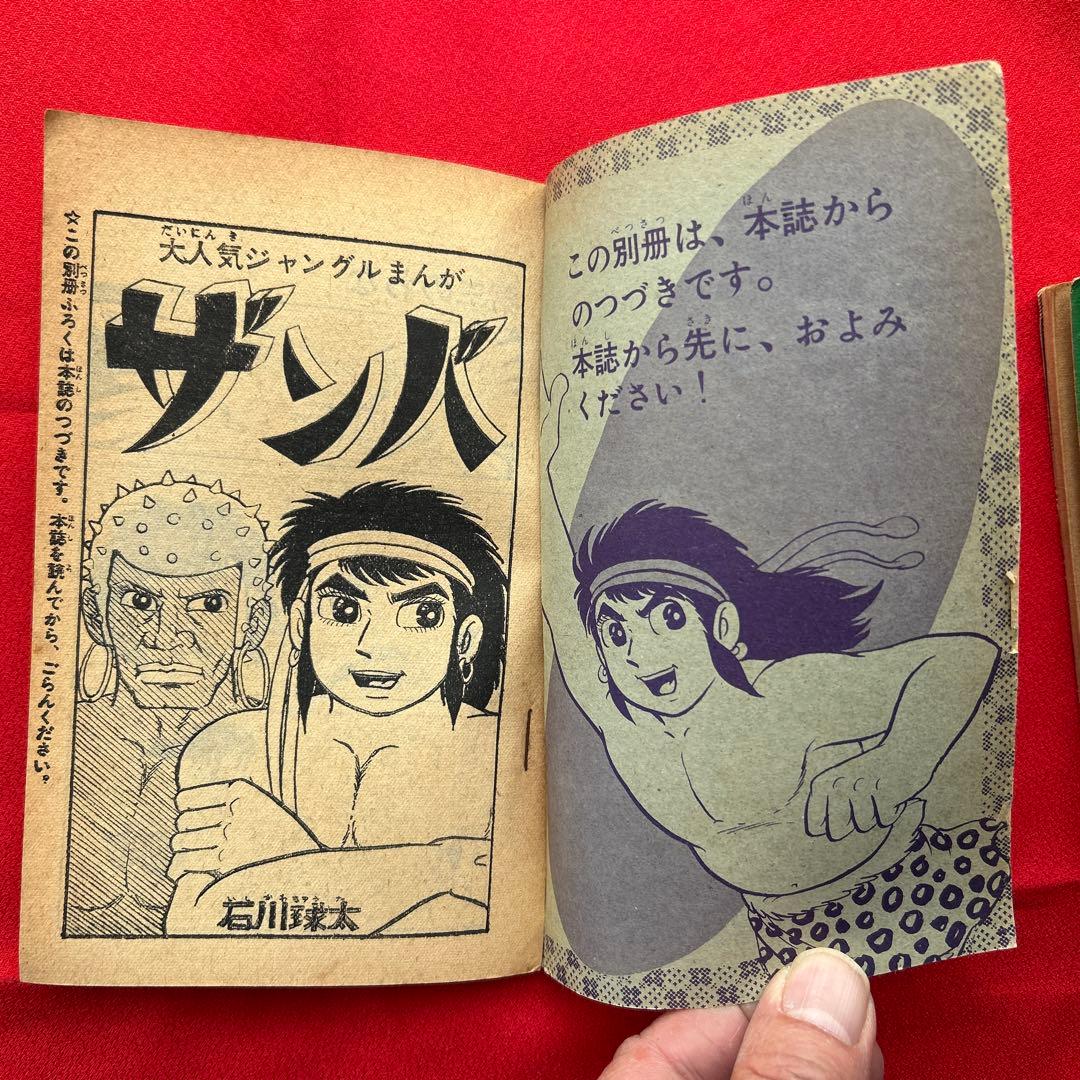 この別冊は、本誌から
のつづきです。
本誌から先に、およみ
ください！
大人気ジャングルまんが
ザンバ
石川球太
☆この別冊ふろくは本誌のつづきです。本誌を読んでから、ごらんください。